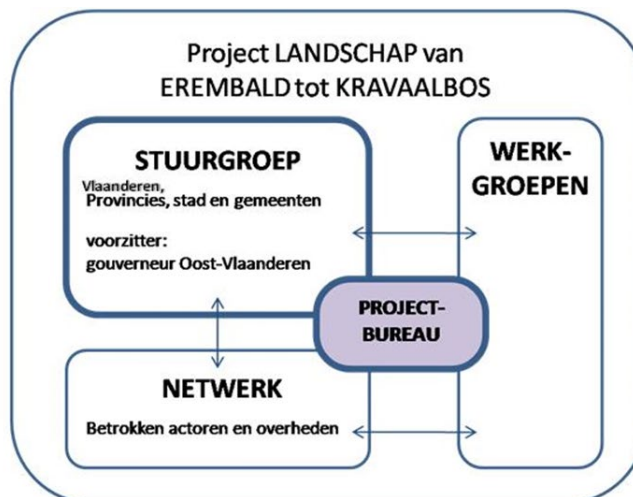 Project LANDSCHAP van
EREMBALD tot KRAVAALBOS
STUURGROEP
Vlaanderen,
Provincies, stad en gemeenten
voorzitter:
gouverneur Oost-Vlaanderen
WERK-
GROEPEN
PROJECT-
BUREAU
NETWERK
Betrokken actoren en overheden